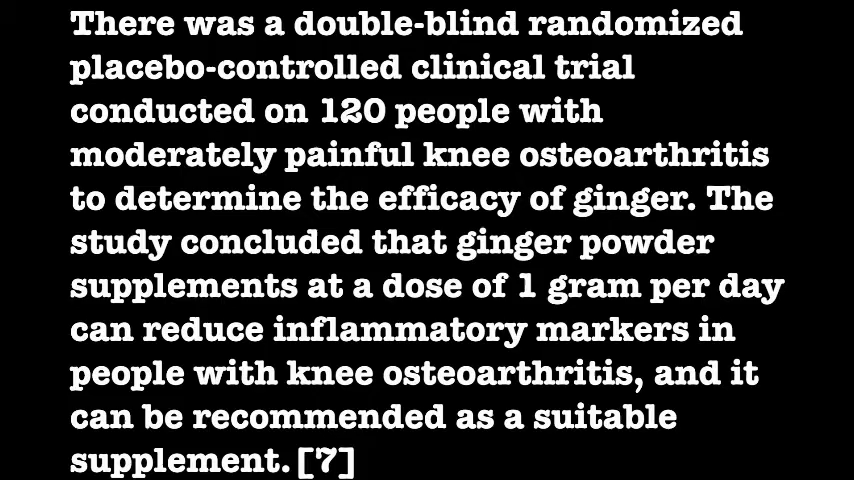 There was a double-blind randomized
placebo-controlled clinical trial
conducted on 120 people with
moderately painful knee osteoarthritis
to determine the efficacy of ginger. The
study concluded that ginger powder
supplements at a dose of 1 gram per day
can reduce inflammatory markers in
people with knee osteoarthritis, and it
can be recommended as a suitable
supplement. [7]